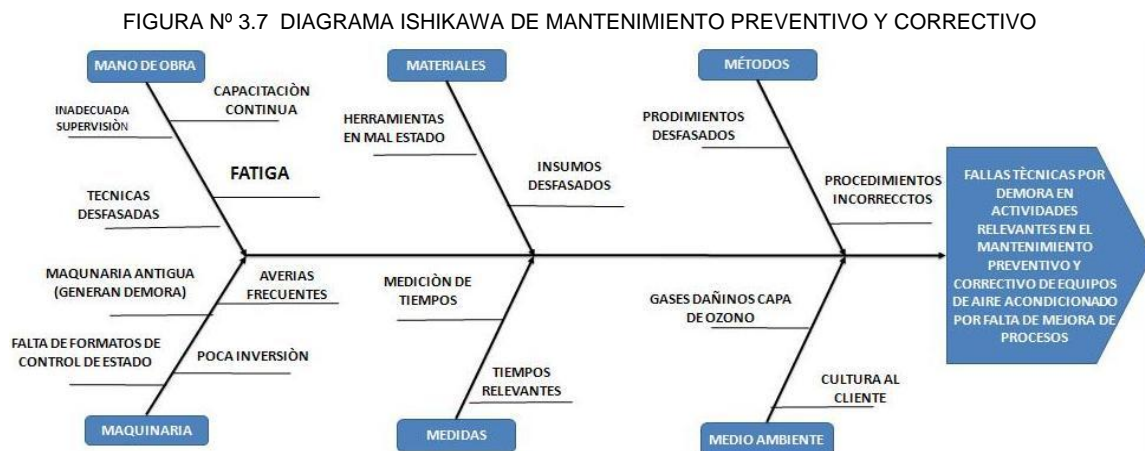 FIGURA Nº 3.7 DIAGRAMA ISHIKAWA DE MANTENIMIENTO PREVENTIVO Y CORRECTIVO
MANO DE OBRA
MATERIALES
MÉTODOS
INADECUADA
SUPERVISIÒN
CAPACITACIÒN
CONTINUA
TECNICAS
DESFASADAS
FATIGA
HERRAMIENTAS
EN MAL ESTADO
INSUMOS
DESFASADOS
PRODIMIENTOS
DESFASADOS
PROCEDIMIENTOS
INCORRECCTOS
FALLAS TÈCNICAS POR
DEMORA EN
ACTIVIDADES
RELEVANTES EN EL
MANTENIMIENTO
PREVENTIVO Y
CORRECTIVO DE EQUIPOS
DE AIRE ACONDICIONADO
POR FALTA DE MEJORA DE
PROCESOS
MAQUNARIA ANTIGUA
(GENERAN DEMORA)
AVERIAS
FRECUENTES
FALTA DE FORMATOS DE
CONTROL DE ESTADO
POCA INVERSIÒN
MEDICIÒN DE
TIEMPOS
TIEMPOS
RELEVANTES
GASES DAÑINOS CAPA
DE OZONO
CULTURA AL
CLIENTE
MAQUINARIA
MEDIDAS
MEDIO AMBIENTE